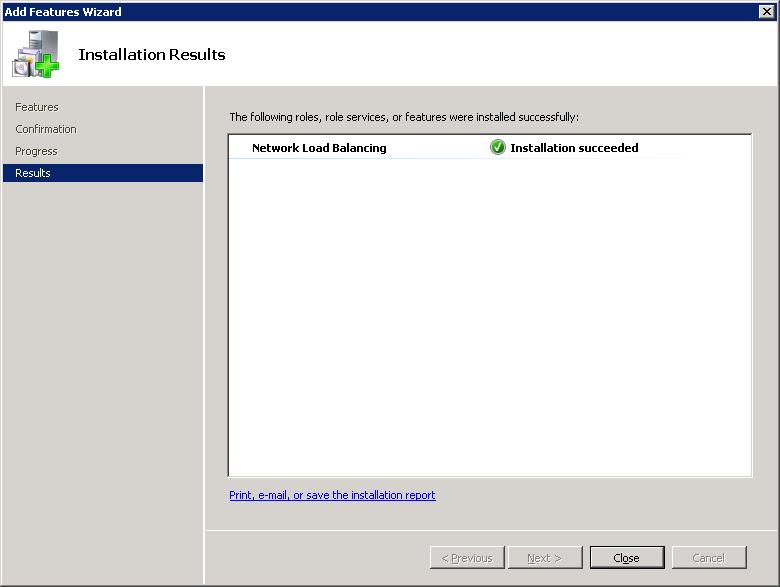 Add Features Wizard
Installation Results
Features
Confirmation
Progress
Results
The following roles, role services, or features were installed successfully:
Network Load Balancing Installation succeeded
Print, e-mail, or save the installation report
< Previous Next > Close Cancel